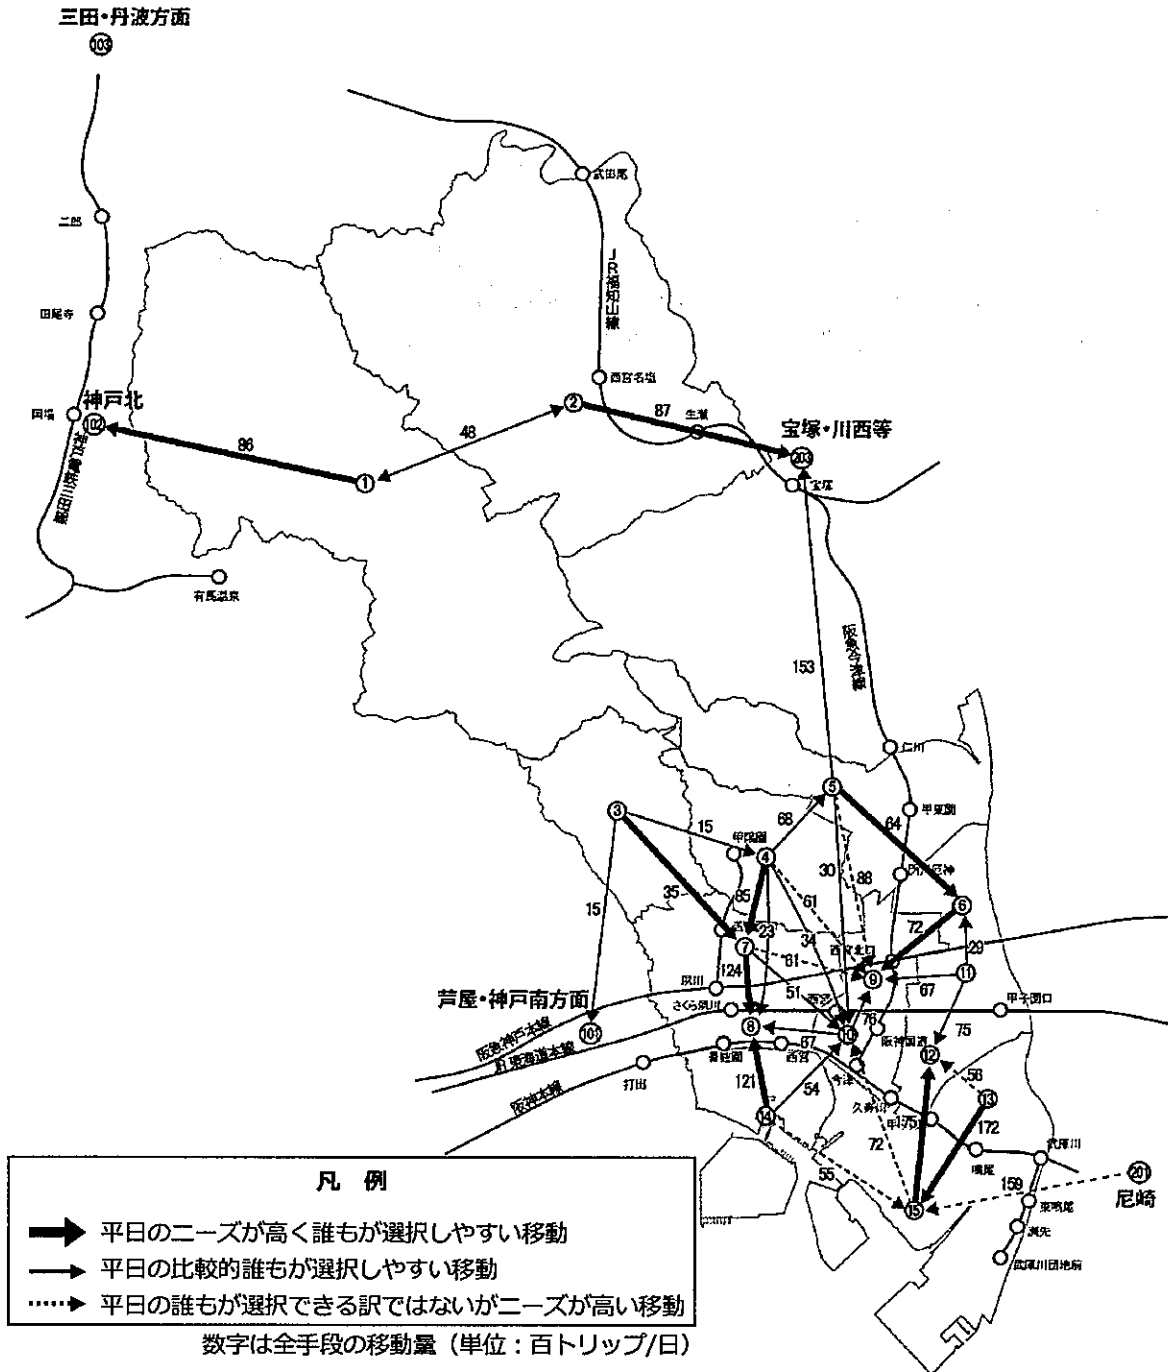 三田・丹波方面
103
武田尾
二郎
JR福知山線
田尾寺
西宮名塩
神戸北
岡場
102
86
1
48
2
87
生瀬
宝塚・川西等
203
宝塚
有馬温泉
阪急今津線
153
仁川
5
甲東園
3
15
68
64
甲陽園
4
30
88
35
85
61
6
15
23
34
72
7
124
81
西宮北口
29
51
9
11
67
夙川
芦屋・神戸南方面
さくら夙川
西宮
76
甲子園口
101
8
10
75
阪急神戸本線
JR東海道本線
香櫨園
西宮
67
阪神国道
12
打出
今津
56
阪神本線
121
54
久寿川
13
14
175
172
72
鳴尾
武庫川
55
159
201
15
東鳴尾
尼崎
洲先
武庫川団地前
凡 例
平日のニーズが高く誰もが選択しやすい移動
平日の比較的誰もが選択しやすい移動
平日の誰もが選択できる訳ではないがニーズが高い移動
数字は全手段の移動量（単位：百トリップ/日）